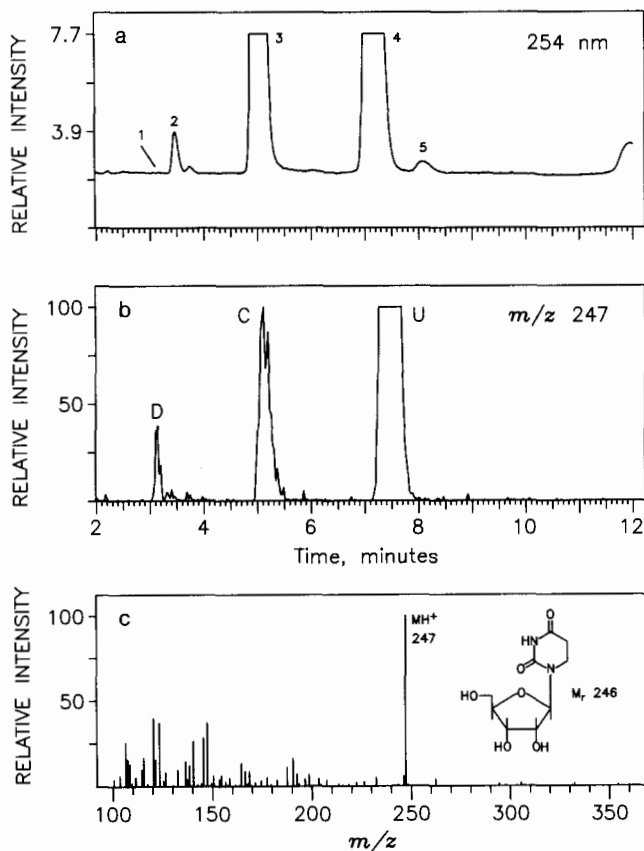 a
254 nm
RELATIVE INTENSITY
7.7
3.9
1
2
3
4
5
b
m/z 247
RELATIVE INTENSITY
100
50
D
C
U
2 4 6 8 10 12
Time, minutes
c
RELATIVE INTENSITY
100
50
MH+
247
O
HN
O
N
HO
O
OH
OH
Mr 246
100 150 200 250 300 350
m/z